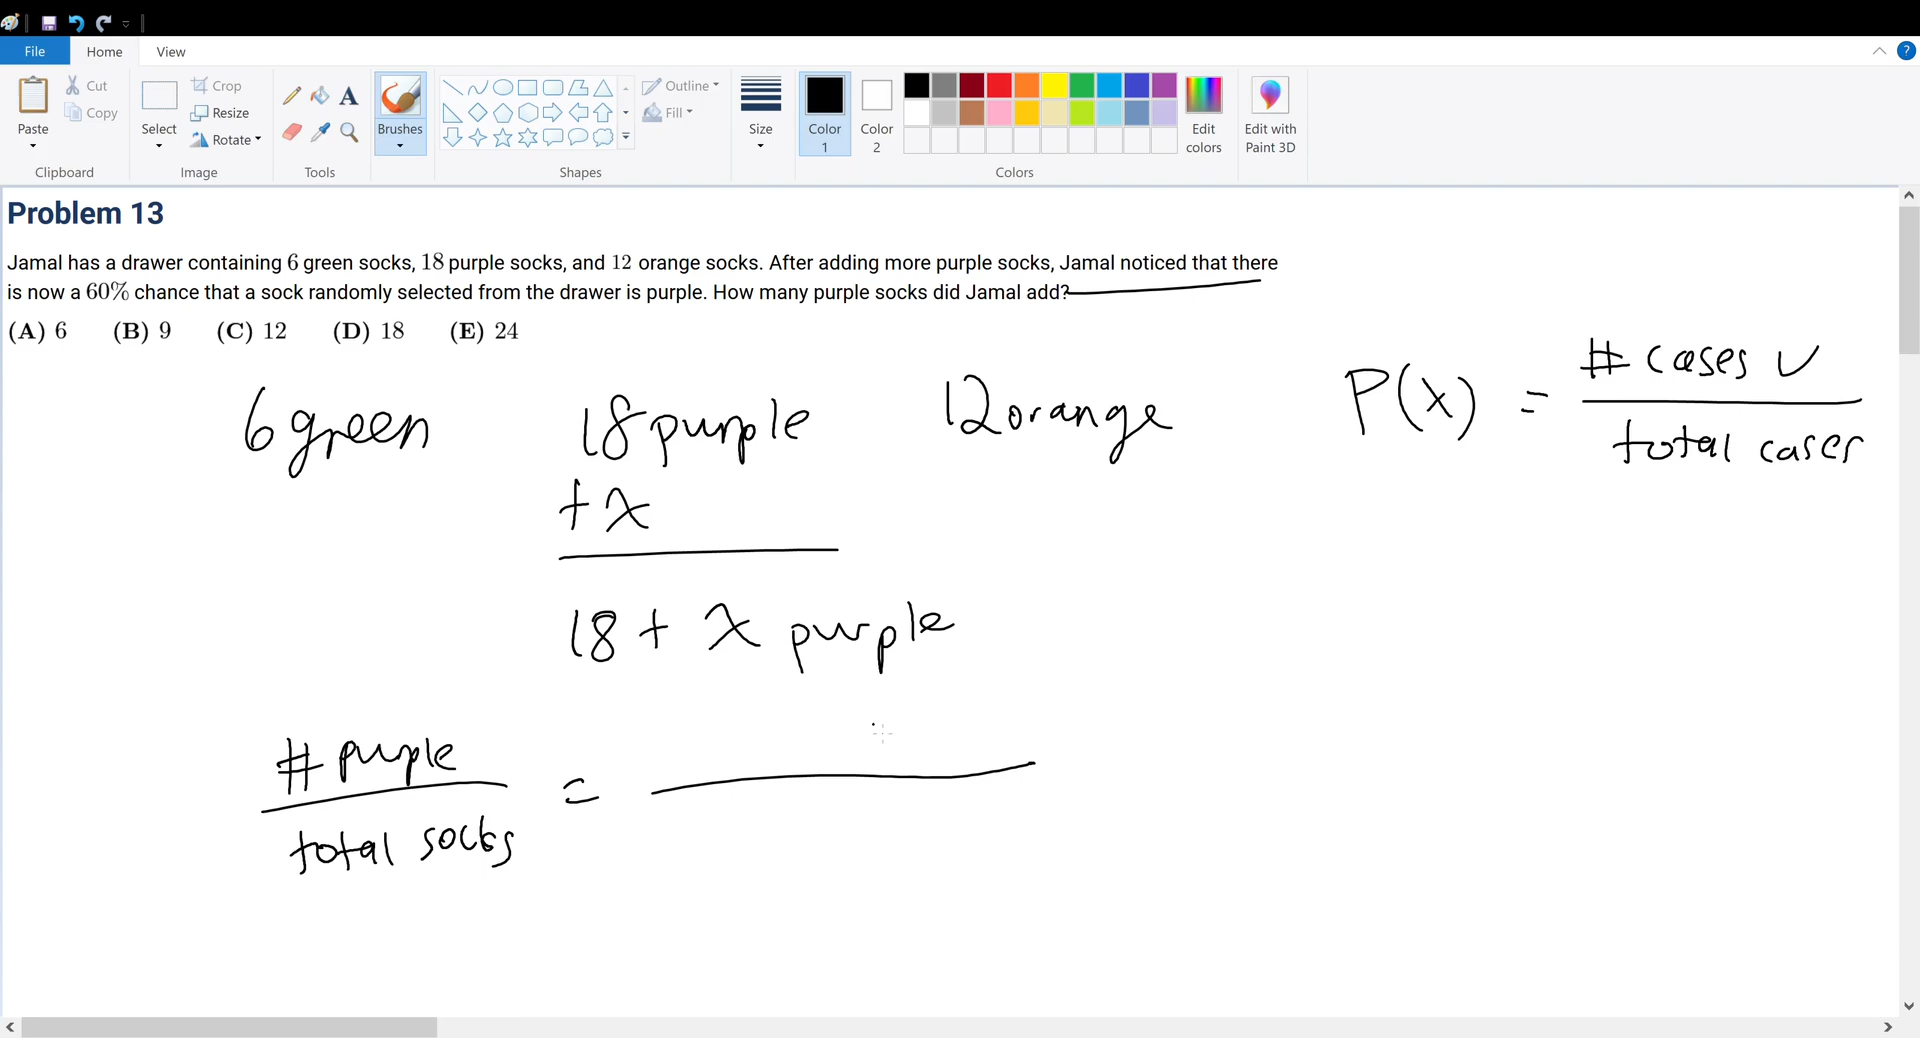 File Home View
Paste Cut Copy Clipboard
Select Crop Resize Rotate Image
A Tools
Brushes
Shapes
Outline Fill
Size
Color 1 Color 2 Edit colors Colors
Edit with Paint 3D
?
Problem 13
Jamal has a drawer containing 6 green socks, 18 purple socks, and 12 orange socks. After adding more purple socks, Jamal noticed that there
is now a 60% chance that a sock randomly selected from the drawer is purple. How many purple socks did Jamal add?
(A) 6 (B) 9 (C) 12 (D) 18 (E) 24
6 green 18 purple 12 orange
+ x
18 + x purple
P(x) = # cases ✓
total cases
# purple
total socks
=